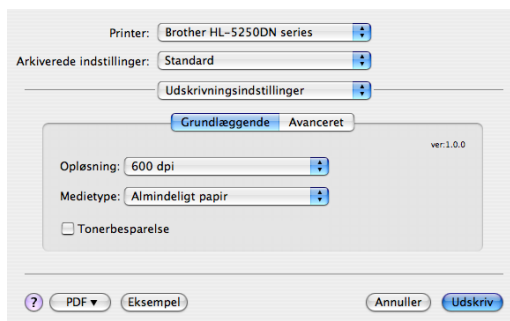 Printer: Brother HL-5250DN series
Arkiverede indstillinger: Standard
Udskrivningsindstillinger
Grundlæggende Avanceret
ver:1.0.0
Opløsning: 600 dpi
Medietype: Almindeligt papir
Tonerbesparelse
? PDF▼ Eksempel Annuller Udskriv